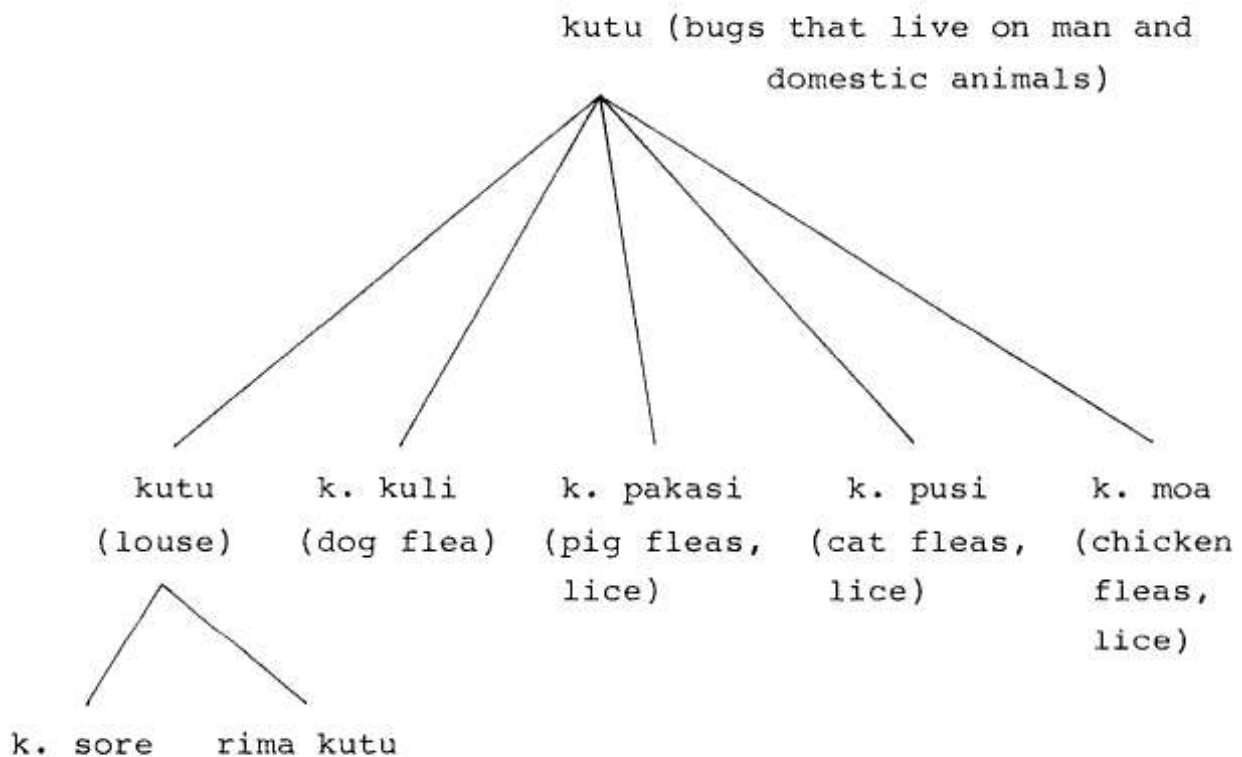 kutu (bugs that live on man and
domestic animals)
kutu k. kuli k. pakasi k. pusi k. moa
(louse) (dog flea) (pig fleas, (cat fleas, (chicken
lice) lice) fleas,
lice)
k. sore rima kutu